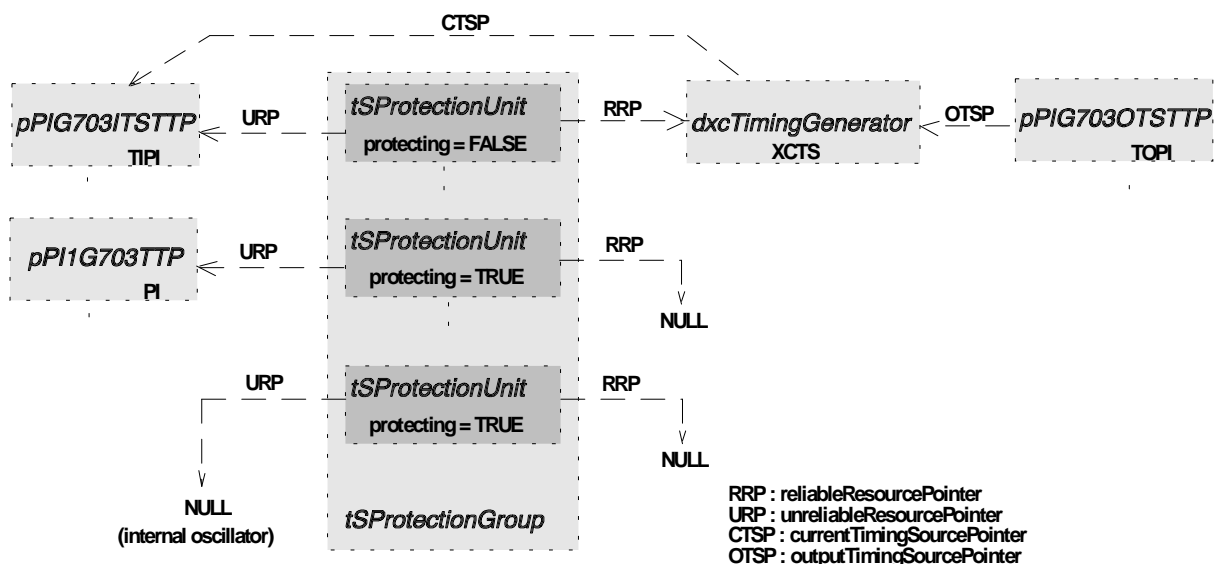 CTSP
pPIG703ITSTTP
TIPI
URP
tSProtectionUnit
protecting = FALSE
RRP
dxcTimingGenerator
XCTS
OTSP
pPIG703OTSTTP
TOPI
pPI1G703TTP
PI
URP
tSProtectionUnit
protecting = TRUE
RRP
NULL
URP
tSProtectionUnit
protecting = TRUE
RRP
NULL
NULL
(internal oscillator)
tSProtectionGroup
RRP : reliableResourcePointer
URP : unreliableResourcePointer
CTSP : currentTimingSourcePointer
OTSP : outputTimingSourcePointer